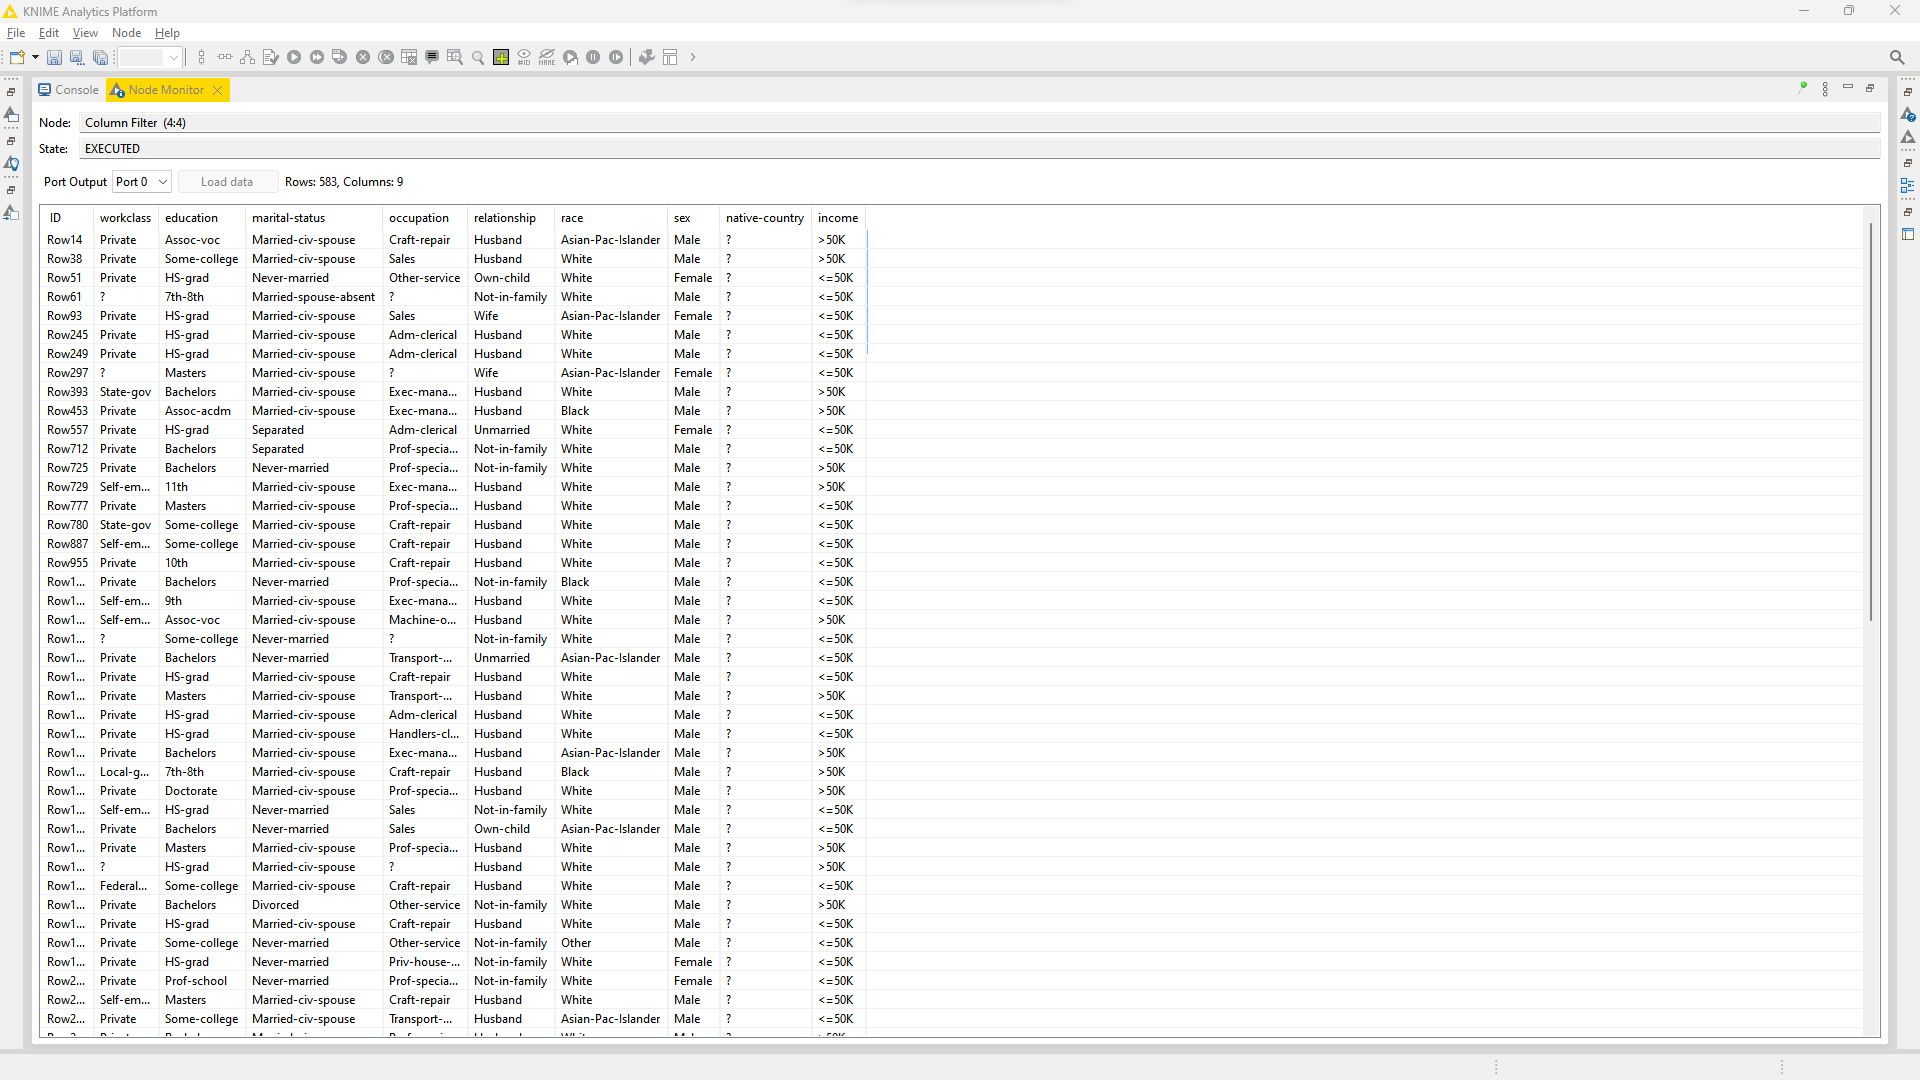 KNIME Analytics Platform
File Edit View Node Help
#ID NAME
Console Node Monitor
Node: Column Filter (4:4)
State: EXECUTED
Port Output Port 0 Load data Rows: 583, Columns: 9
ID workclass education marital-status occupation relationship race sex native-country income
Row14 Private Assoc-voc Married-civ-spouse Craft-repair Husband Asian-Pac-Islander Male ? >50K
Row38 Private Some-college Married-civ-spouse Sales Husband White Male ? >50K
Row51 Private HS-grad Never-married Other-service Own-child White Female ? <=50K
Row61 ? 7th-8th Married-spouse-absent ? Not-in-family White Male ? <=50K
Row93 Private HS-grad Married-civ-spouse Sales Wife Asian-Pac-Islander Female ? <=50K
Row245 Private HS-grad Married-civ-spouse Adm-clerical Husband White Male ? <=50K
Row249 Private HS-grad Married-civ-spouse Adm-clerical Husband White Male ? <=50K
Row297 ? Masters Married-civ-spouse ? Wife Asian-Pac-Islander Female ? <=50K
Row393 State-gov Bachelors Married-civ-spouse Exec-mana... Husband White Male ? >50K
Row453 Private Assoc-acdm Married-civ-spouse Exec-mana... Husband Black Male ? >50K
Row557 Private HS-grad Separated Adm-clerical Unmarried White Female ? <=50K
Row712 Private Bachelors Separated Prof-specia... Not-in-family White Male ? <=50K
Row725 Private Bachelors Never-married Prof-specia... Not-in-family White Male ? >50K
Row729 Self-em... 11th Married-civ-spouse Exec-mana... Husband White Male ? >50K
Row777 Private Masters Married-civ-spouse Prof-specia... Husband White Male ? <=50K
Row780 State-gov Some-college Married-civ-spouse Craft-repair Husband White Male ? <=50K
Row887 Self-em... Some-college Married-civ-spouse Craft-repair Husband White Male ? <=50K
Row955 Private 10th Married-civ-spouse Craft-repair Husband White Male ? <=50K
Row1... Private Bachelors Never-married Prof-specia... Not-in-family Black Male ? <=50K
Row1... Self-em... 9th Married-civ-spouse Exec-mana... Husband White Male ? <=50K
Row1... Self-em... Assoc-voc Married-civ-spouse Machine-o... Husband White Male ? >50K
Row1... ? Some-college Never-married ? Not-in-family White Male ? <=50K
Row1... Private Bachelors Never-married Transport-... Unmarried Asian-Pac-Islander Male ? <=50K
Row1... Private HS-grad Married-civ-spouse Craft-repair Husband White Male ? <=50K
Row1... Private Masters Married-civ-spouse Transport-... Husband White Male ? >50K
Row1... Private HS-grad Married-civ-spouse Adm-clerical Husband White Male ? <=50K
Row1... Private HS-grad Married-civ-spouse Handlers-cl... Husband White Male ? <=50K
Row1... Private Bachelors Married-civ-spouse Exec-mana... Husband Asian-Pac-Islander Male ? >50K
Row1... Local-g... 7th-8th Married-civ-spouse Craft-repair Husband Black Male ? >50K
Row1... Private Doctorate Married-civ-spouse Prof-specia... Husband White Male ? >50K
Row1... Self-em... HS-grad Never-married Sales Not-in-family White Male ? <=50K
Row1... Private Bachelors Never-married Sales Own-child Asian-Pac-Islander Male ? <=50K
Row1... Private Masters Married-civ-spouse Prof-specia... Husband White Male ? >50K
Row1... ? HS-grad Married-civ-spouse ? Husband White Male ? >50K
Row1... Federal... Some-college Married-civ-spouse Craft-repair Husband White Male ? <=50K
Row1... Private Bachelors Divorced Other-service Not-in-family White Male ? >50K
Row1... Private HS-grad Married-civ-spouse Craft-repair Husband White Male ? <=50K
Row1... Private Some-college Never-married Other-service Not-in-family Other Male ? <=50K
Row1... Private HS-grad Never-married Priv-house-... Not-in-family White Female ? <=50K
Row2... Private Prof-school Never-married Prof-specia... Not-in-family White Female ? <=50K
Row2... Self-em... Masters Married-civ-spouse Craft-repair Husband White Male ? <=50K
Row2... Private Some-college Married-civ-spouse Transport-... Husband Asian-Pac-Islander Male ? <=50K